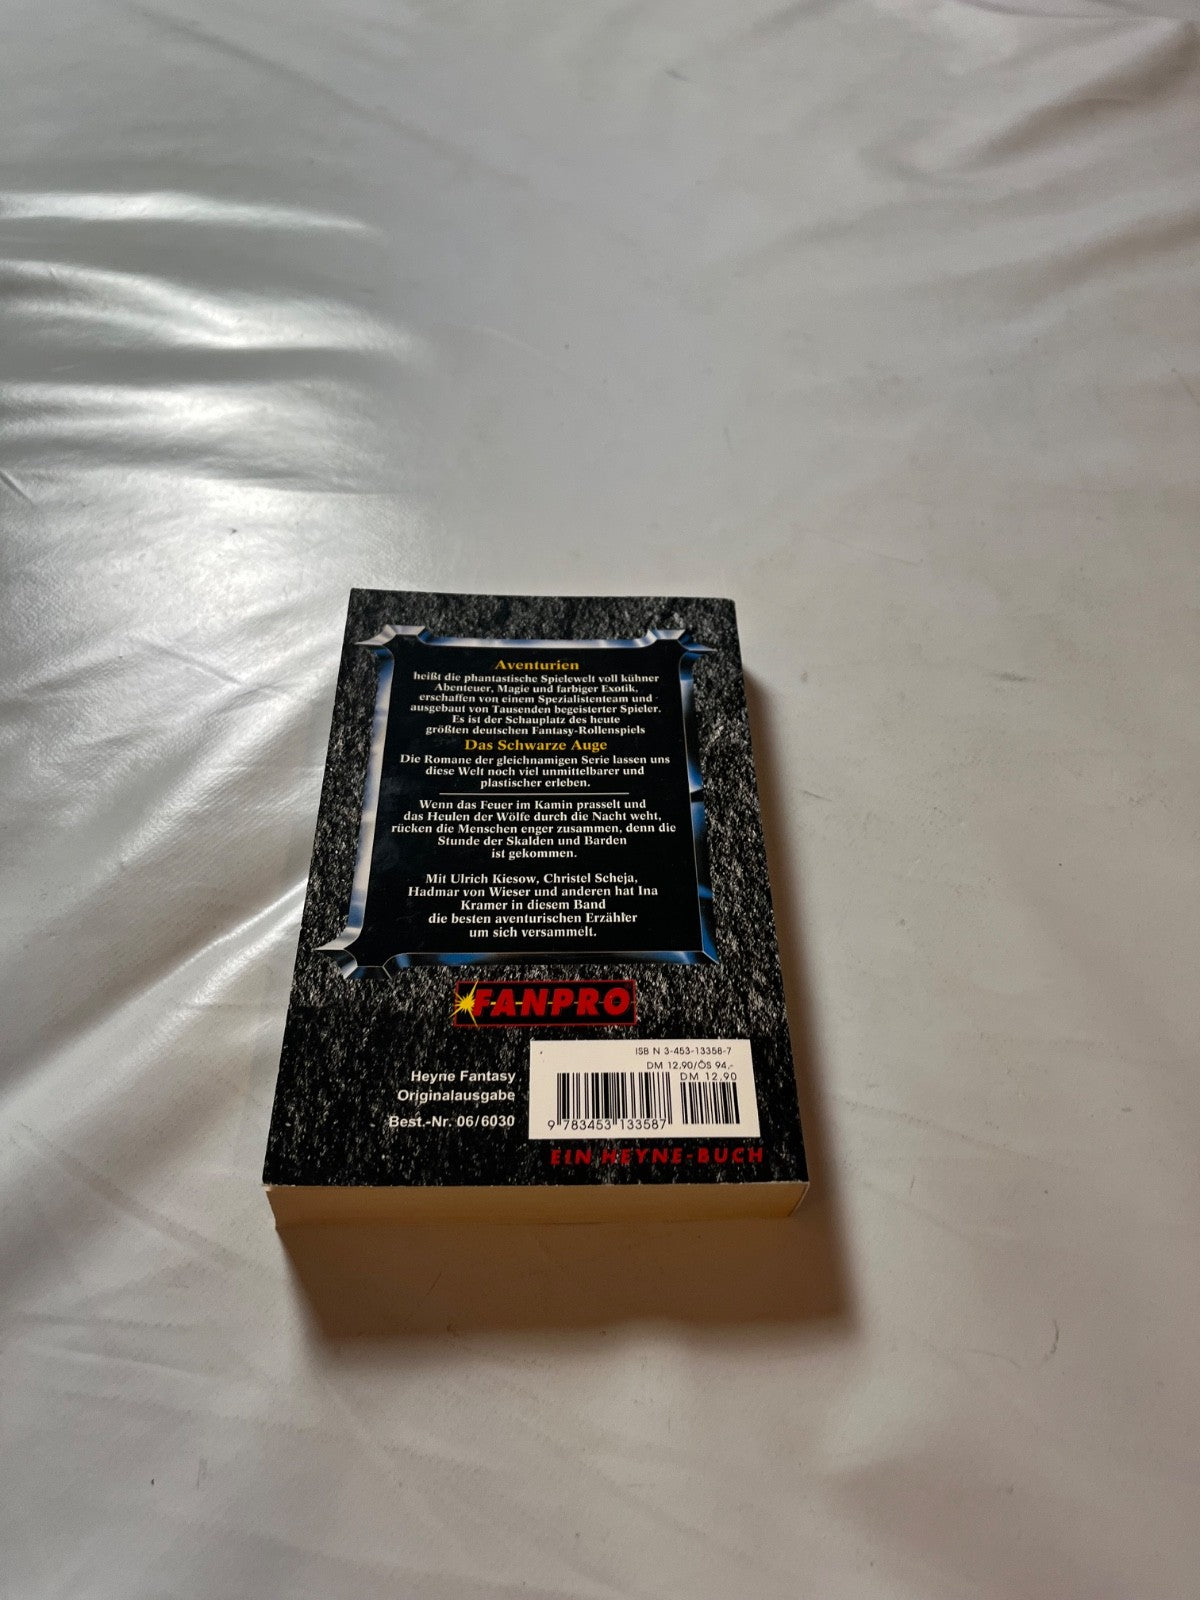 Aventurien
heißt die phantastische Spielewelt voll kühner
Abenteuer, Magie und farbiger Exotik,
erschaffen von einem Spezialistenteam und
ausgebaut von Tausenden begeisterter Spieler.
Es ist der Schauplatz des heute
größten deutschen Fantasy-Rollenspiels
Das Schwarze Auge
Die Romane der gleichnamigen Serie lassen uns
diese Welt noch viel unmittelbarer und
plastischer erleben.
Wenn das Feuer im Kamin prasselt und
das Heulen der Wölfe durch die Nacht weht,
rücken die Menschen enger zusammen, denn die
Stunde der Skalden und Barden
ist gekommen.
Mit Ulrich Kiesow, Christel Scheja,
Hadmar von Wieser und anderen hat Ina
Kramer in diesem Band
die besten aventurischen Erzähler
um sich versammelt.
FANPRO
Heyne Fantasy
Originalausgabe
Best.-Nr. 06/6030
ISB N 3-453-13358-7
DM 12,90/ÖS 94,-
DM 12,90
9 783453 133587
EIN HEYNE-BUCH